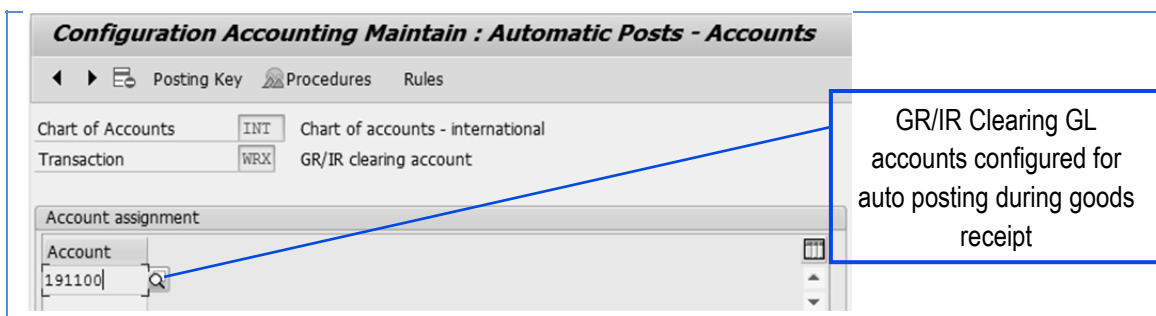 Configuration Accounting Maintain : Automatic Posts - Accounts
Posting Key Procedures Rules
Chart of Accounts INT Chart of accounts - international
Transaction WRX GR/IR clearing account
Account assignment
Account
191100
GR/IR Clearing GL
accounts configured for
auto posting during goods
receipt